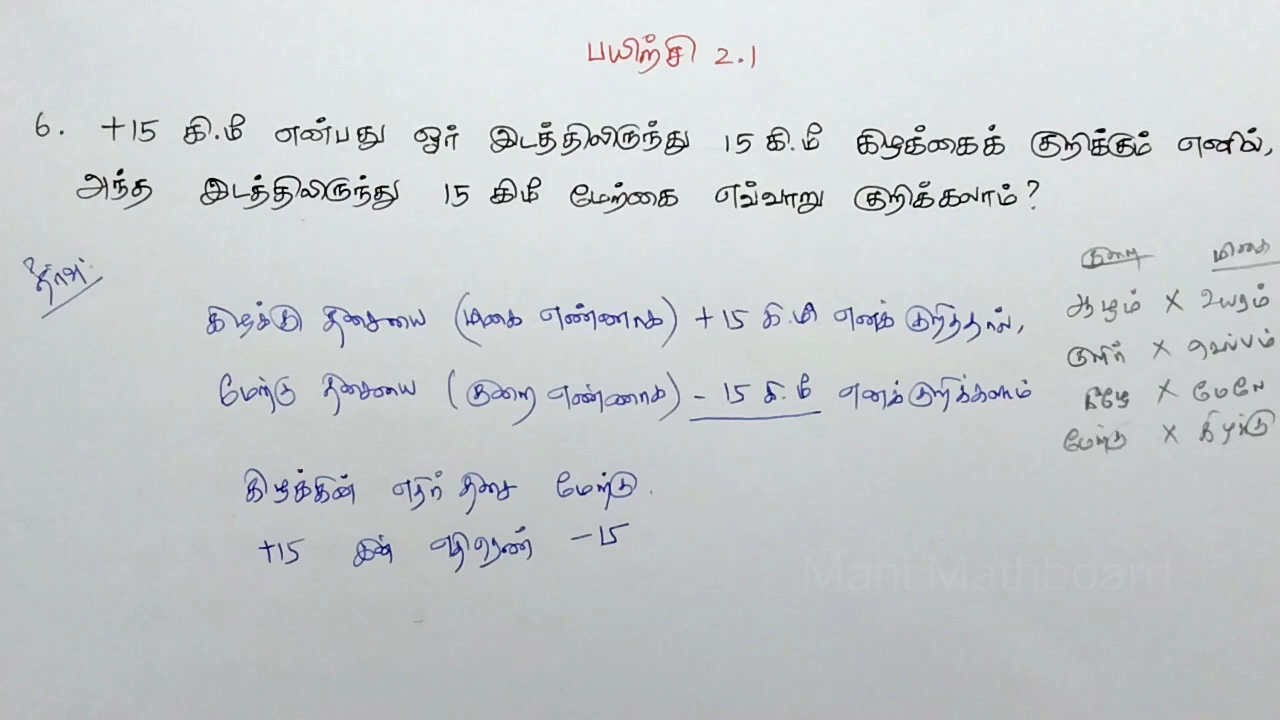 பயிற்சி 2.1
6. +15 கி.மீ என்பது ஓர் இடத்திலிருந்து 15 கி.மீ கிழக்கைக் குறிக்கும் எனில்,
அந்த இடத்திலிருந்து 15 கிமீ மேற்கை எவ்வாறு குறிக்கலாம்?
தீர்வு:
கிழக்கு திசையை (மிகை எண்ணாக) +15 கி.மீ எனக் குறித்தால்,
மேற்கு திசையை (குறை எண்ணாக) - 15 கி.மீ எனக்குறிக்கலாம்
கிழக்கின் எதிர் திசை மேற்கு.
+15 இன் எதிரெண் -15
குறை மிகை
ஆழம் × உயரம்
குளிர் × வெப்பம்
கீழே × மேலே
மேற்கு × கிழக்கு
Mani Mathboard